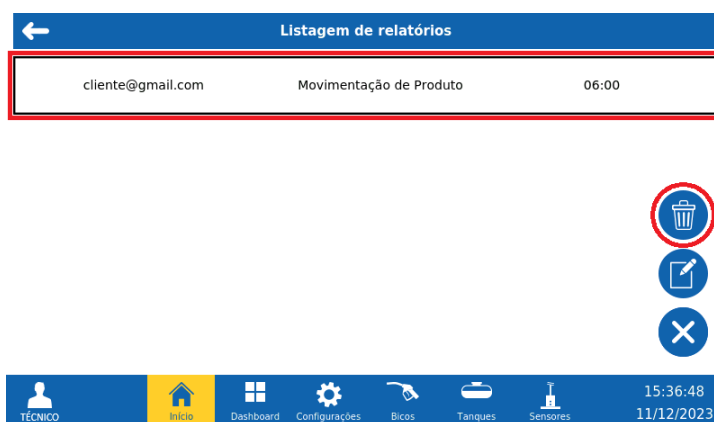 Listagem de relatórios
cliente@gmail.com Movimentação de Produto 06:00
15:36:48
TÉCNICO Início Dashboard Configurações Bicos Tanques Sensores 11/12/2023